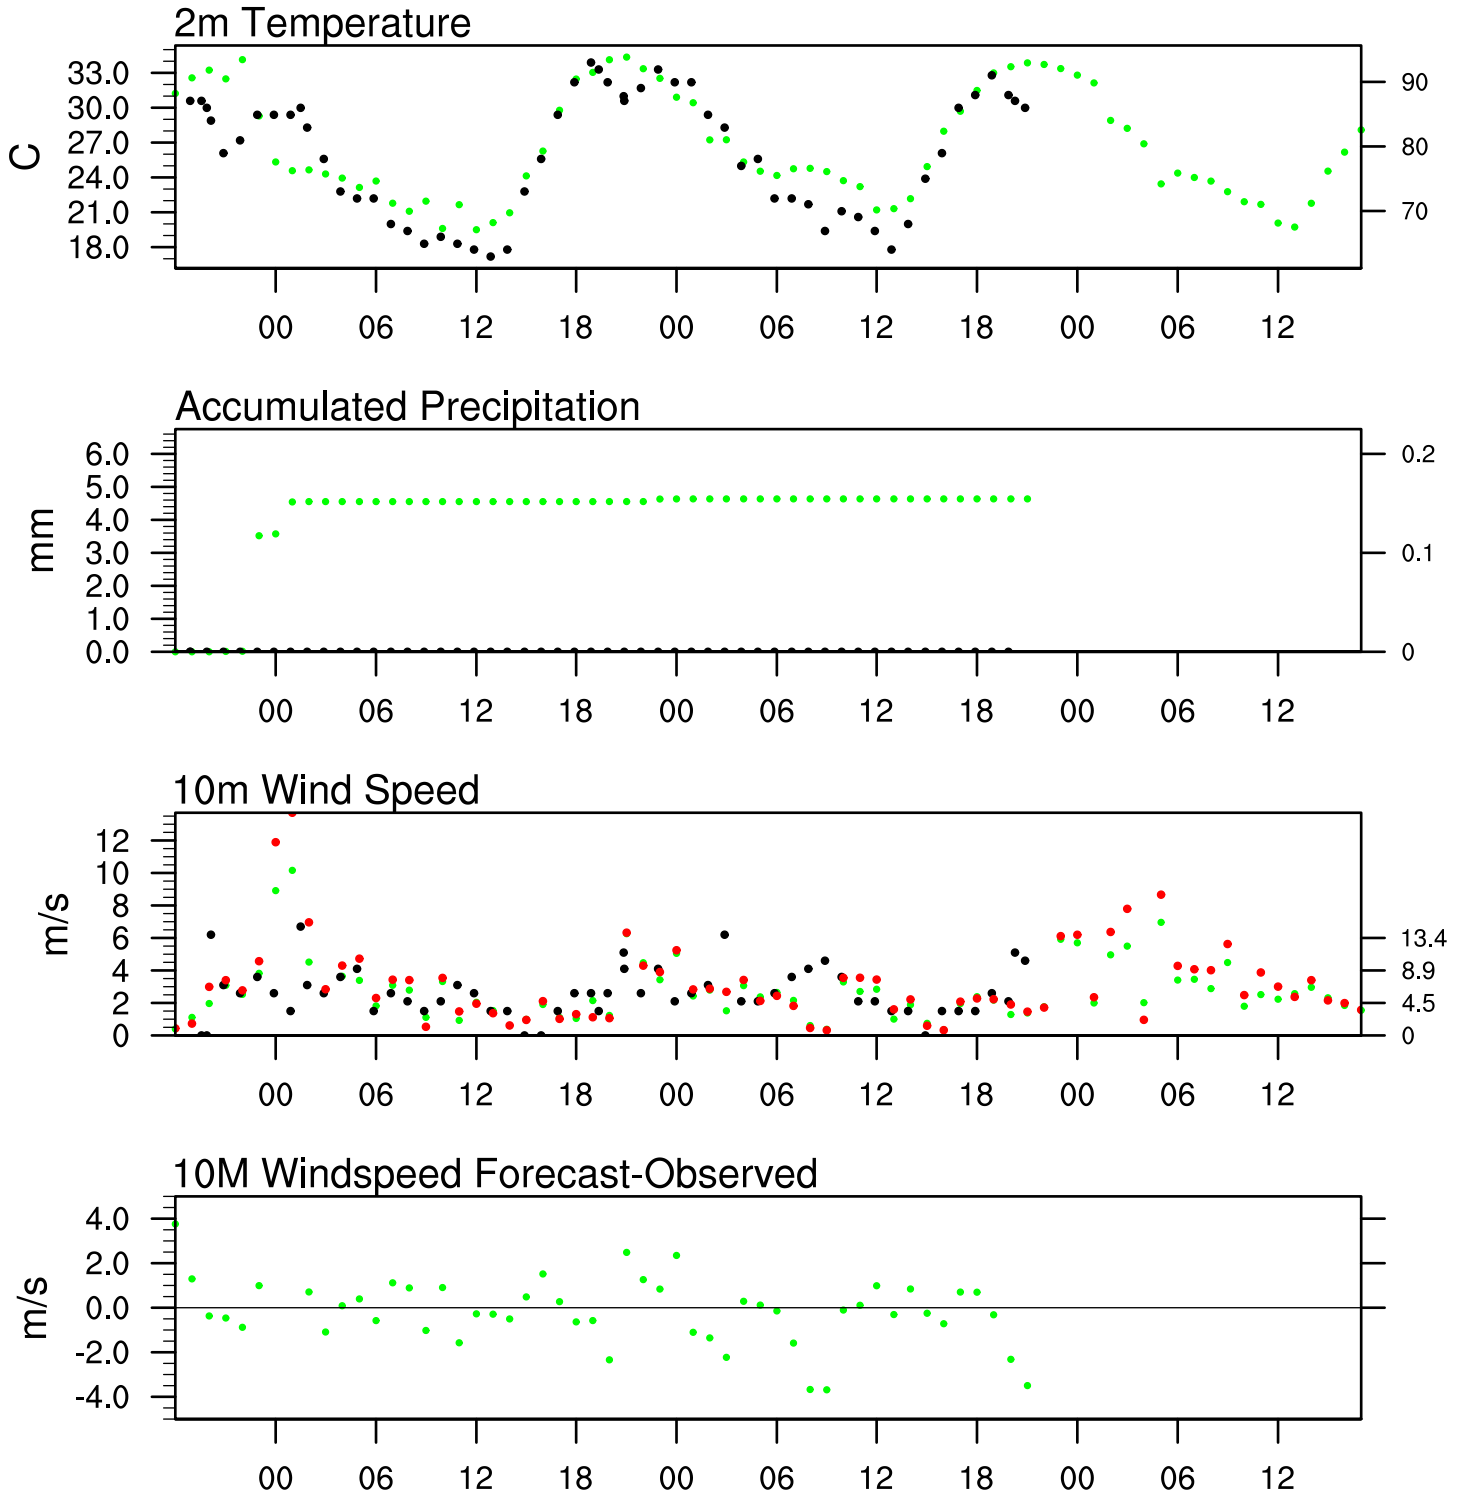 2m Temperature
33.0
30.0
27.0
24.0
21.0
18.0
C
90
80
70
00 06 12 18 00 06 12 18 00 06 12
Accumulated Precipitation
6.0
5.0
4.0
3.0
2.0
1.0
0.0
mm
0.2
0.1
0
00 06 12 18 00 06 12 18 00 06 12
10m Wind Speed
12
10
8
6
4
2
0
m/s
13.4
8.9
4.5
0
00 06 12 18 00 06 12 18 00 06 12
10M Windspeed Forecast-Observed
4.0
2.0
0.0
-2.0
-4.0
m/s
00 06 12 18 00 06 12 18 00 06 12